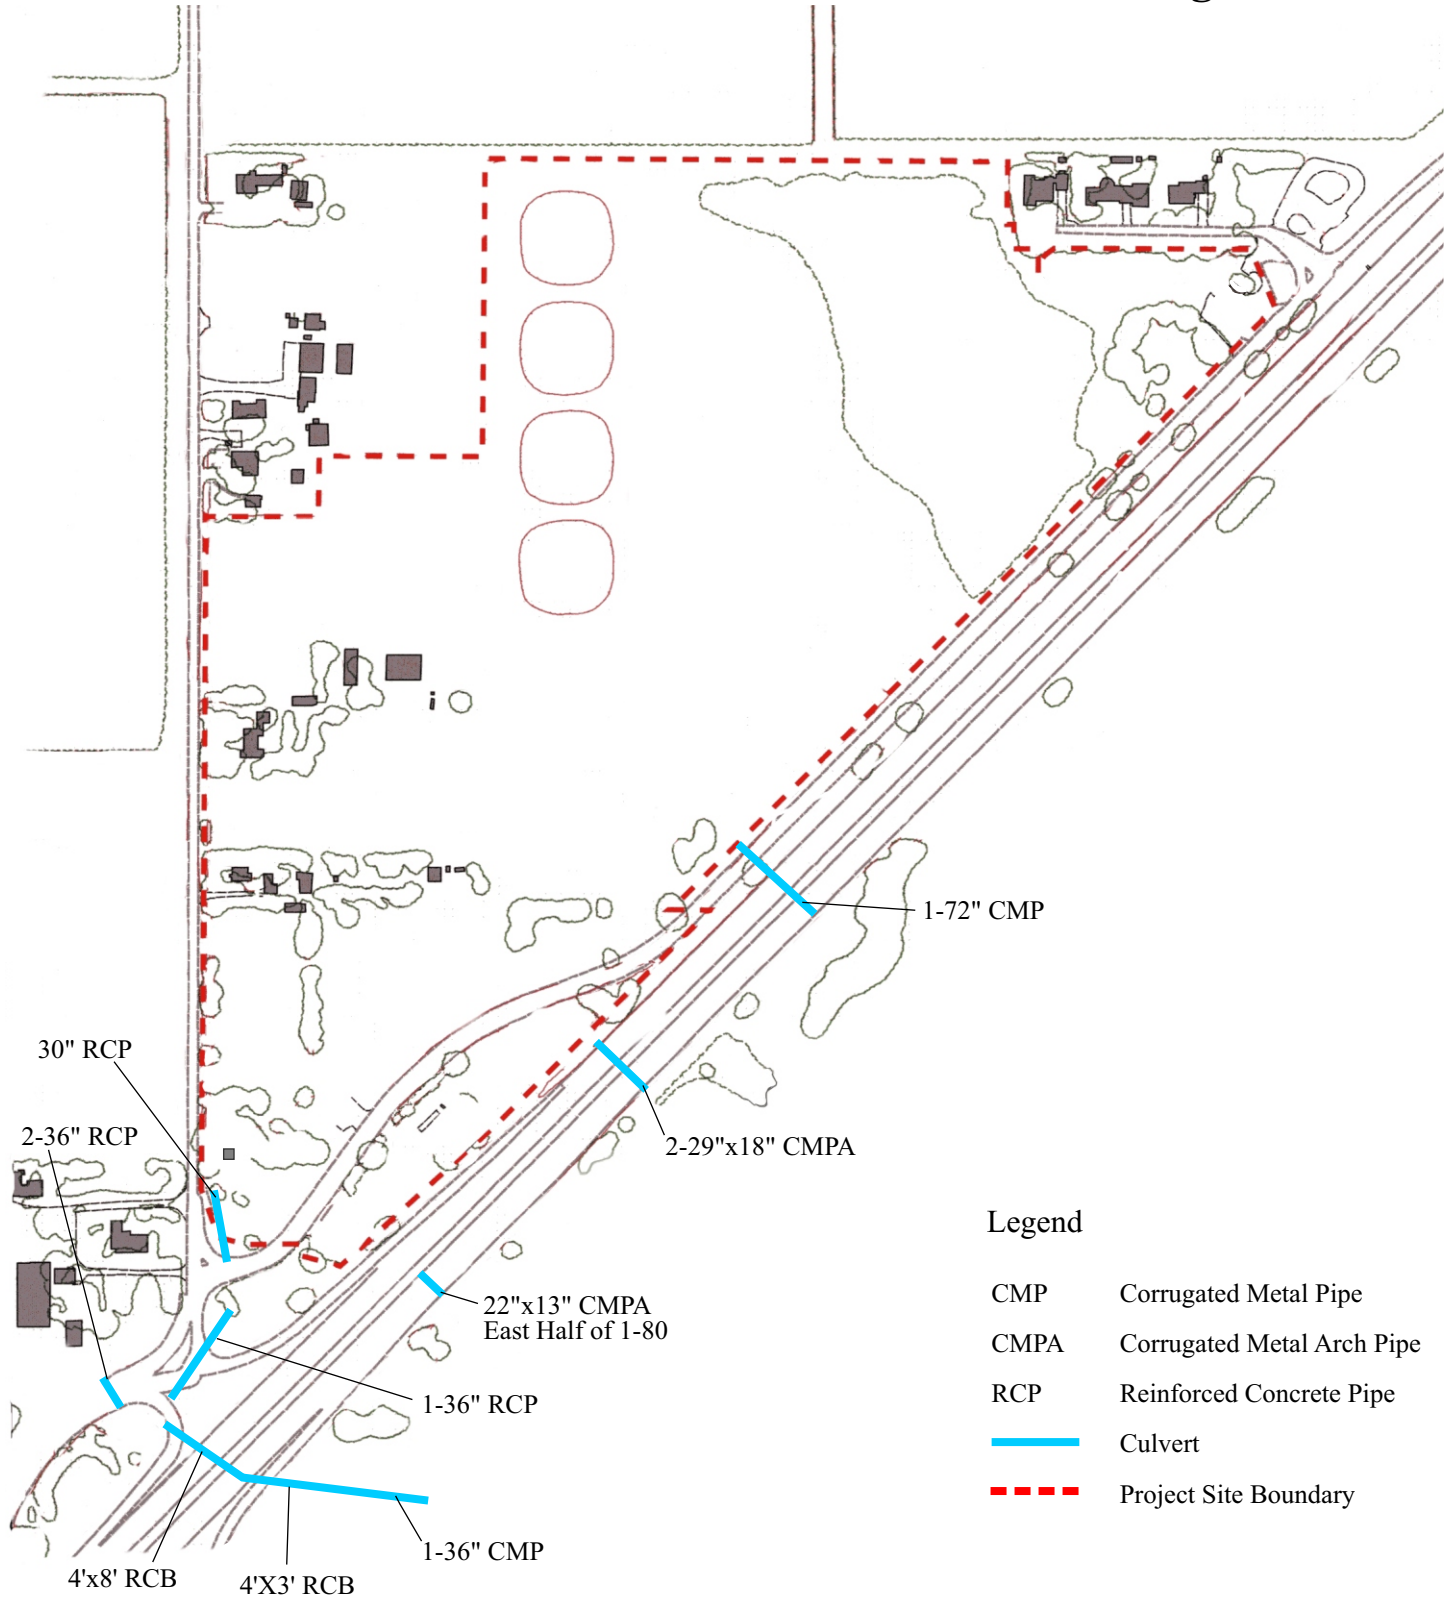 1-72" CMP
30" RCP
2-36" RCP
2-29"x18" CMPA
22"x13" CMPA
East Half of 1-80
1-36" RCP
1-36" CMP
4'x8' RCB
4'X3' RCB
Legend
CMP Corrugated Metal Pipe
CMPA Corrugated Metal Arch Pipe
RCP Reinforced Concrete Pipe
Culvert
Project Site Boundary